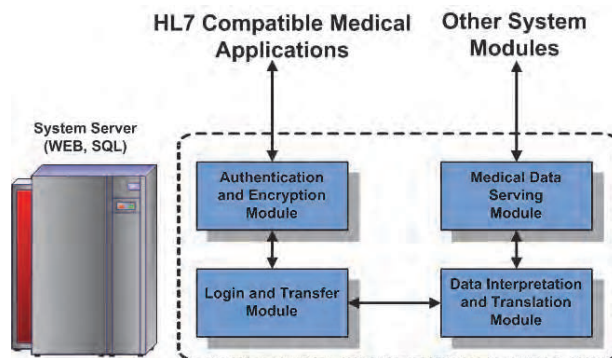 HL7 Compatible Medical
Applications
Other System
Modules
System Server
(WEB, SQL)
Authentication
and Encryption
Module
Medical Data
Serving
Module
Login and Transfer
Module
Data Interpretation
and Translation
Module